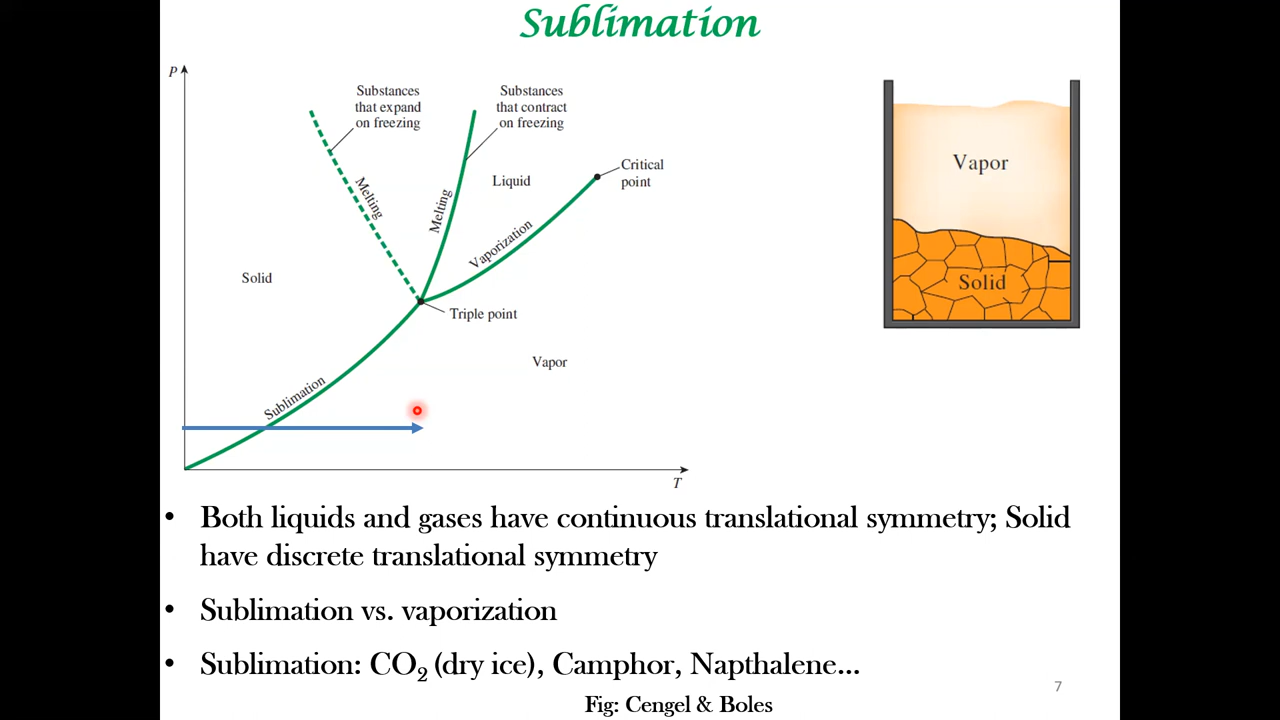 Sublimation
P
Substances
that expand
on freezing
Substances
that contract
on freezing
Critical
point
Liquid
Melting
Melting
Vaporization
Solid
Triple point
Vapor
Sublimation
T
Vapor
Solid
• Both liquids and gases have continuous translational symmetry; Solid
have discrete translational symmetry
• Sublimation vs. vaporization
• Sublimation: CO₂ (dry ice), Camphor, Napthalene...
Fig: Cengel & Boles
7